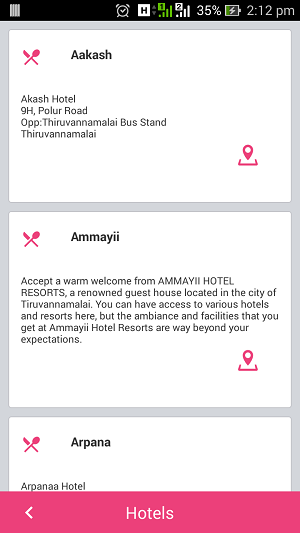 H 1 2 35% 2:12 pm
Aakash
Akash Hotel
9H, Polur Road
Opp:Thiruvannamalai Bus Stand
Thiruvannamalai
Ammayii
Accept a warm welcome from AMMAYII HOTEL
RESORTS, a renowned guest house located in the city of
Tiruvannamalai. You can have access to various hotels
and resorts here, but the ambiance and facilities that you
get at Ammayii Hotel Resorts are way beyond your
expectations.
Arpana
Arpanaa Hotel
Hotels